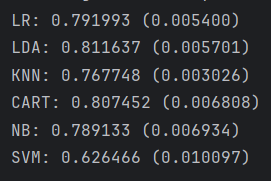 LR: 0.791993 (0.005400)
LDA: 0.811637 (0.005701)
KNN: 0.767748 (0.003026)
CART: 0.807452 (0.006808)
NB: 0.789133 (0.006934)
SVM: 0.626466 (0.010097)